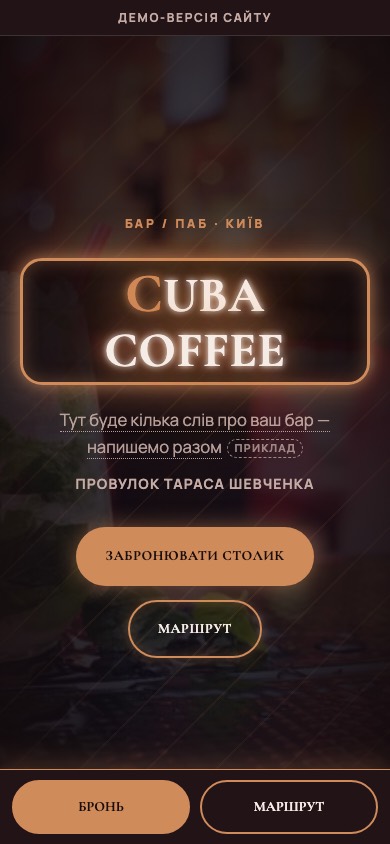 ДЕМО-ВЕРСІЯ САЙТУ
БАР / ПАБ · КИЇВ
CUBA
COFFEE
Тут буде кілька слів про ваш бар —
напишемо разом ПРИКЛАД
ПРОВУЛОК ТАРАСА ШЕВЧЕНКА
ЗАБРОНЮВАТИ СТОЛИК
МАРШРУТ
БРОНЬ МАРШРУТ